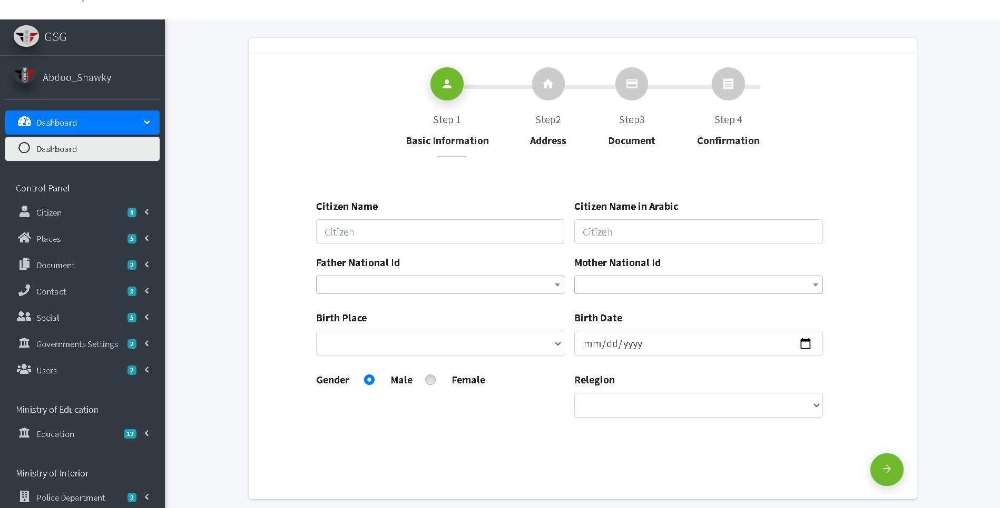 GSG
Abdoo_Shawky
Dashboard
Dashboard
Control Panel
Citizen 8
Places 5
Document 2
Contact 2
Social 5
Governments Settings 2
Users 2
Ministry of Education
Education 12
Ministry of Interior
Police Department 2
Step 1 Step2 Step3 Step 4
Basic Information Address Document Confirmation
Citizen Name Citizen Name in Arabic
Citizen Citizen
Father National Id Mother National Id
Birth Place Birth Date
mm/dd/yyyy
Gender Male Female Relegion